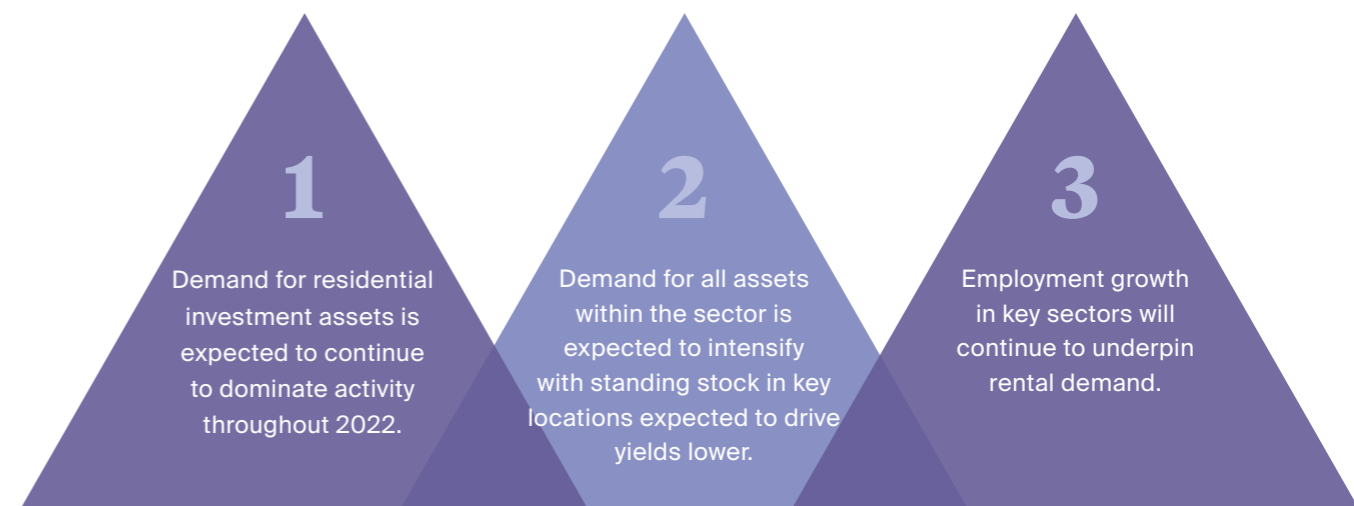 1
Demand for residential
investment assets is
expected to continue
to dominate activity
throughout 2022.
2
Demand for all assets
within the sector is
expected to intensify
with standing stock in key
locations expected to drive
yields lower.
3
Employment growth
in key sectors will
continue to underpin
rental demand.